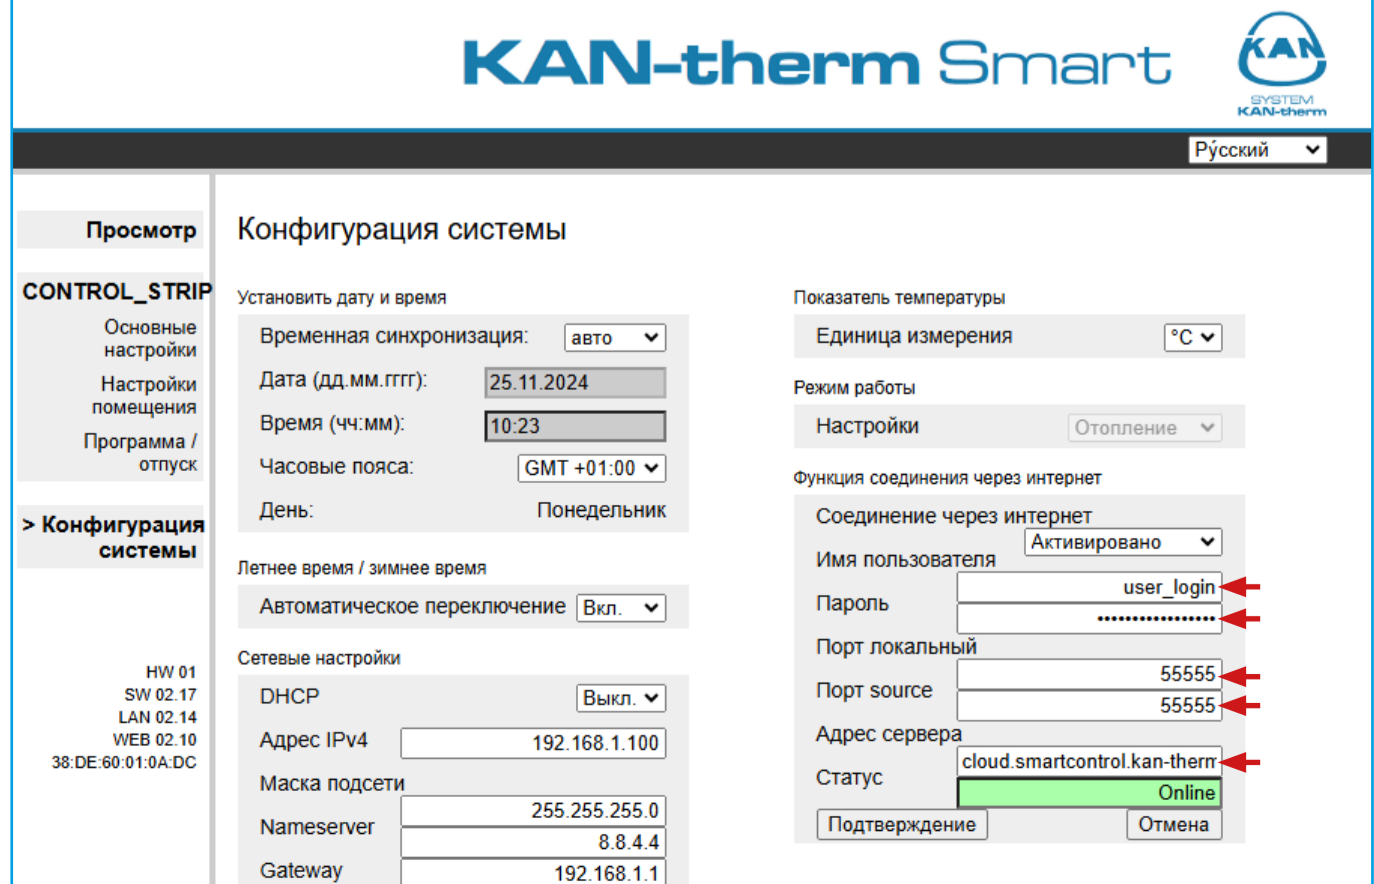 KAN-therm Smart
KAN
SYSTEM
KAN-therm
Ру́сский
Просмотр
CONTROL_STRIP
Основные
настройки
Настройки
помещения
Программа /
отпуск
> Конфигурация
системы
HW 01
SW 02.17
LAN 02.14
WEB 02.10
38:DE:60:01:0A:DC
Конфигурация системы
Установить дату и время
Временная синхронизация: авто
Дата (дд.мм.гггг): 25.11.2024
Время (чч:мм): 10:23
Часовые пояса: GMT +01:00
День: Понедельник
Летнее время / зимнее время
Автоматическое переключение Вкл.
Сетевые настройки
DHCP Выкл.
Адрес IPv4 192.168.1.100
Маска подсети
255.255.255.0
Nameserver
8.8.4.4
Gateway
192.168.1.1
Показатель температуры
Единица измерения °C
Режим работы
Настройки Отопление
Функция соединения через интернет
Соединение через интернет
Активировано
Имя пользователя
user_login
Пароль
•••••••••••••••••
Порт локальный
55555
Порт source
55555
Адрес сервера
cloud.smartcontrol.kan-therm
Статус
Online
Подтверждение Отмена